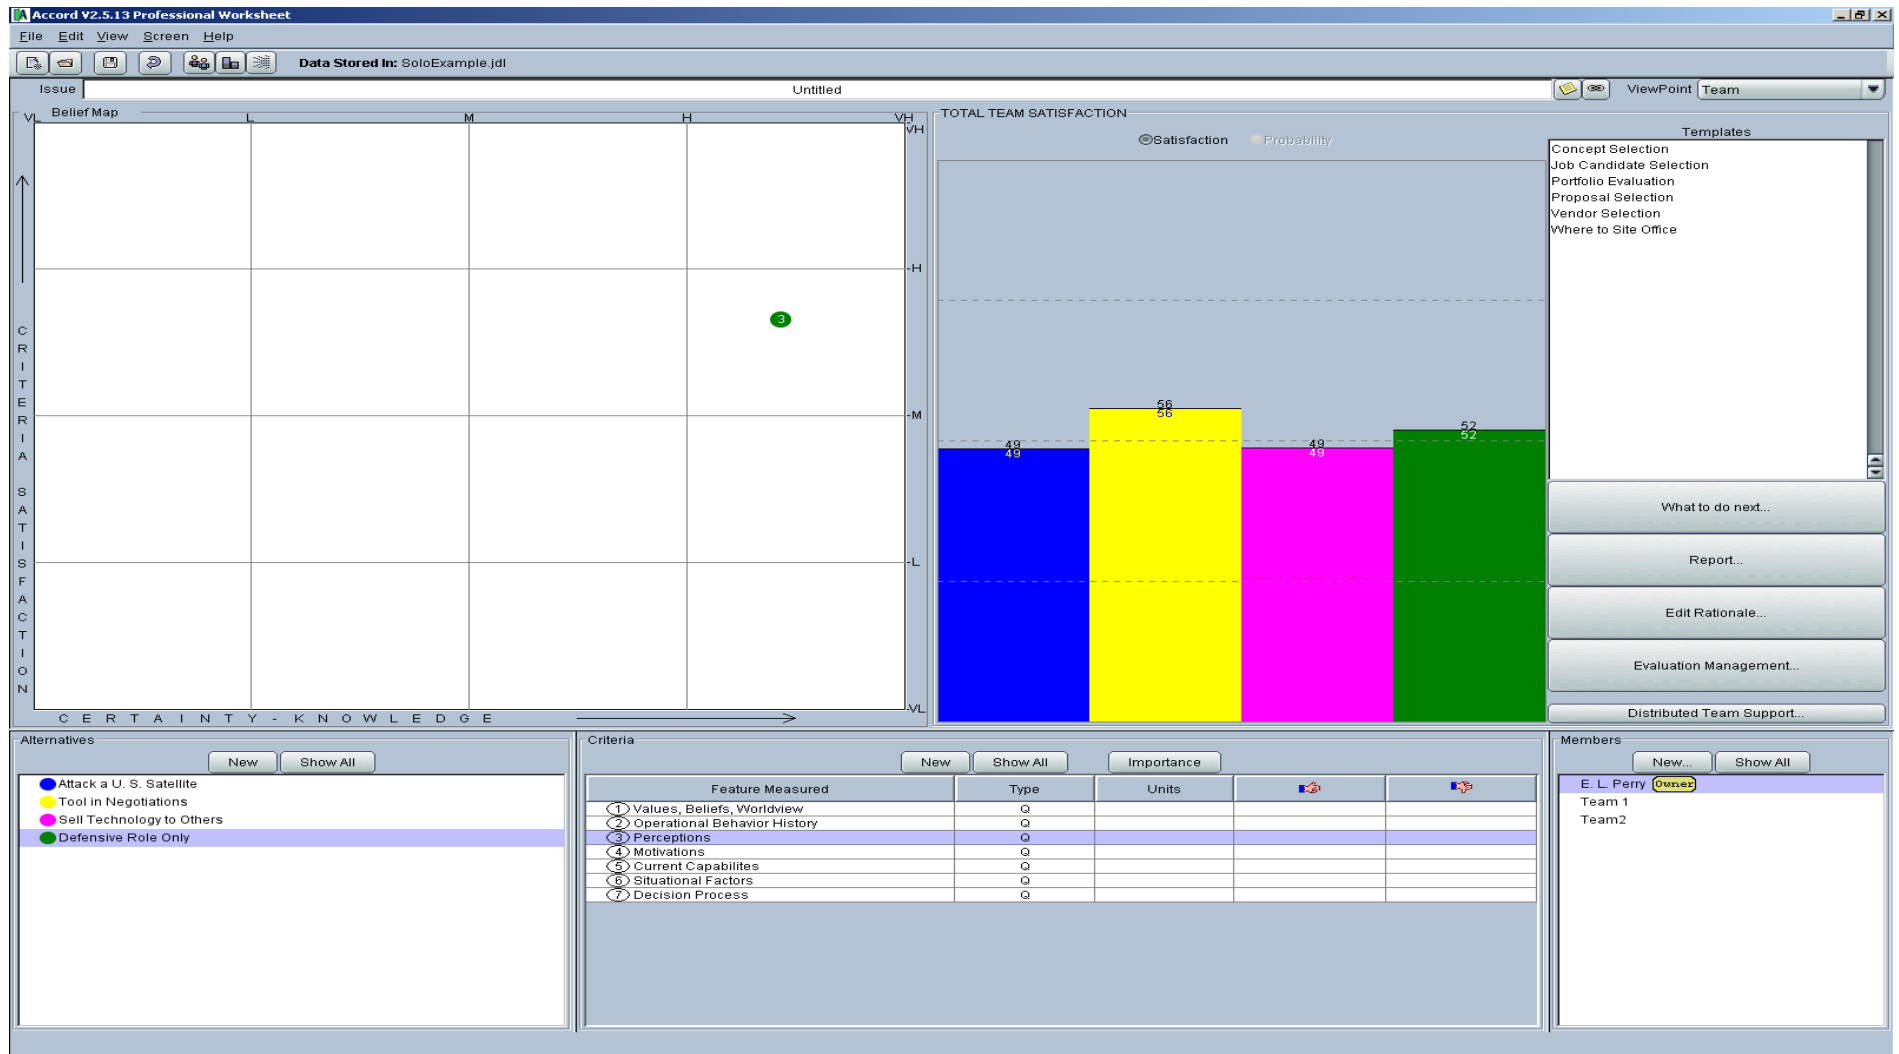 Accord V2.5.13 Professional Worksheet
File Edit View Screen Help
Data Stored In: SoloExample.jdl
Issue Untitled ViewPoint Team
Belief Map
VL L M H VH
VH
H
M
L
VL
CRITERIA SATISFACTION
3
CERTAINTY - KNOWLEDGE
TOTAL TEAM SATISFACTION
Satisfaction Probability
49
49
56
56
49
49
52
52
Templates
Concept Selection
Job Candidate Selection
Portfolio Evaluation
Proposal Selection
Vendor Selection
Where to Site Office
What to do next...
Report...
Edit Rationale...
Evaluation Management...
Distributed Team Support...
Alternatives
New Show All
Attack a U. S. Satellite
Tool in Negotiations
Sell Technology to Others
Defensive Role Only
Criteria
New Show All Importance
Feature Measured Type Units
1 Values, Beliefs, Worldview Q
2 Operational Behavior History Q
3 Perceptions Q
4 Motivations Q
5 Current Capabilites Q
6 Situational Factors Q
7 Decision Process Q
Members
New... Show All
E. L. Perry Owner
Team 1
Team2